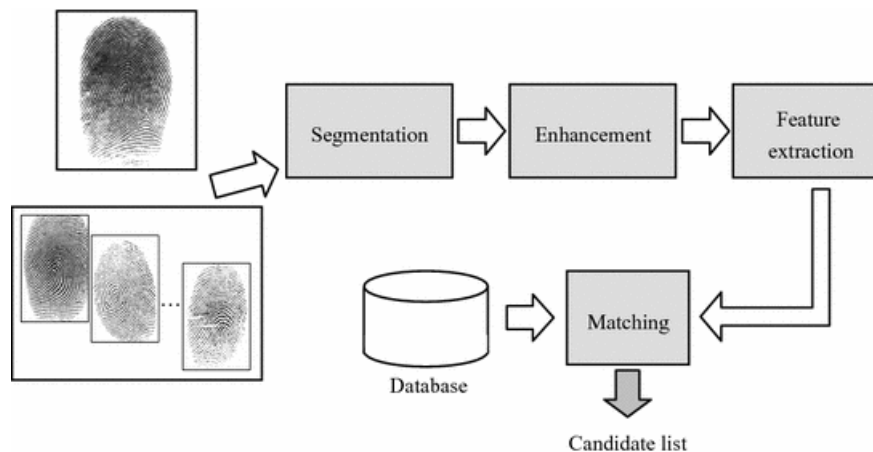 Segmentation
Enhancement
Feature
extraction
...
Matching
Database
Candidate list